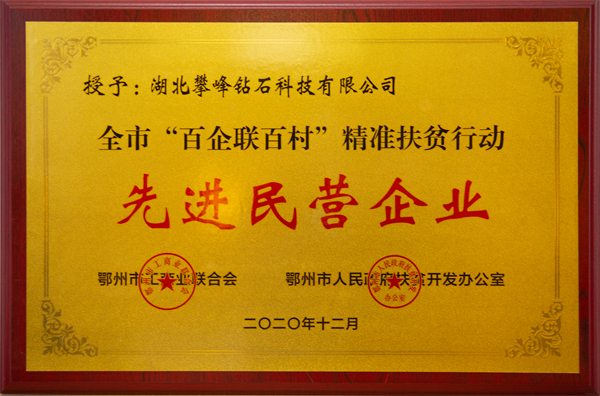 授予：湖北攀峰钻石科技有限公司
全市“百企联百村”精准扶贫行动
先进民营企业
鄂州市工商业联合会 鄂州市人民政府扶贫开发办公室
二〇二〇年十二月